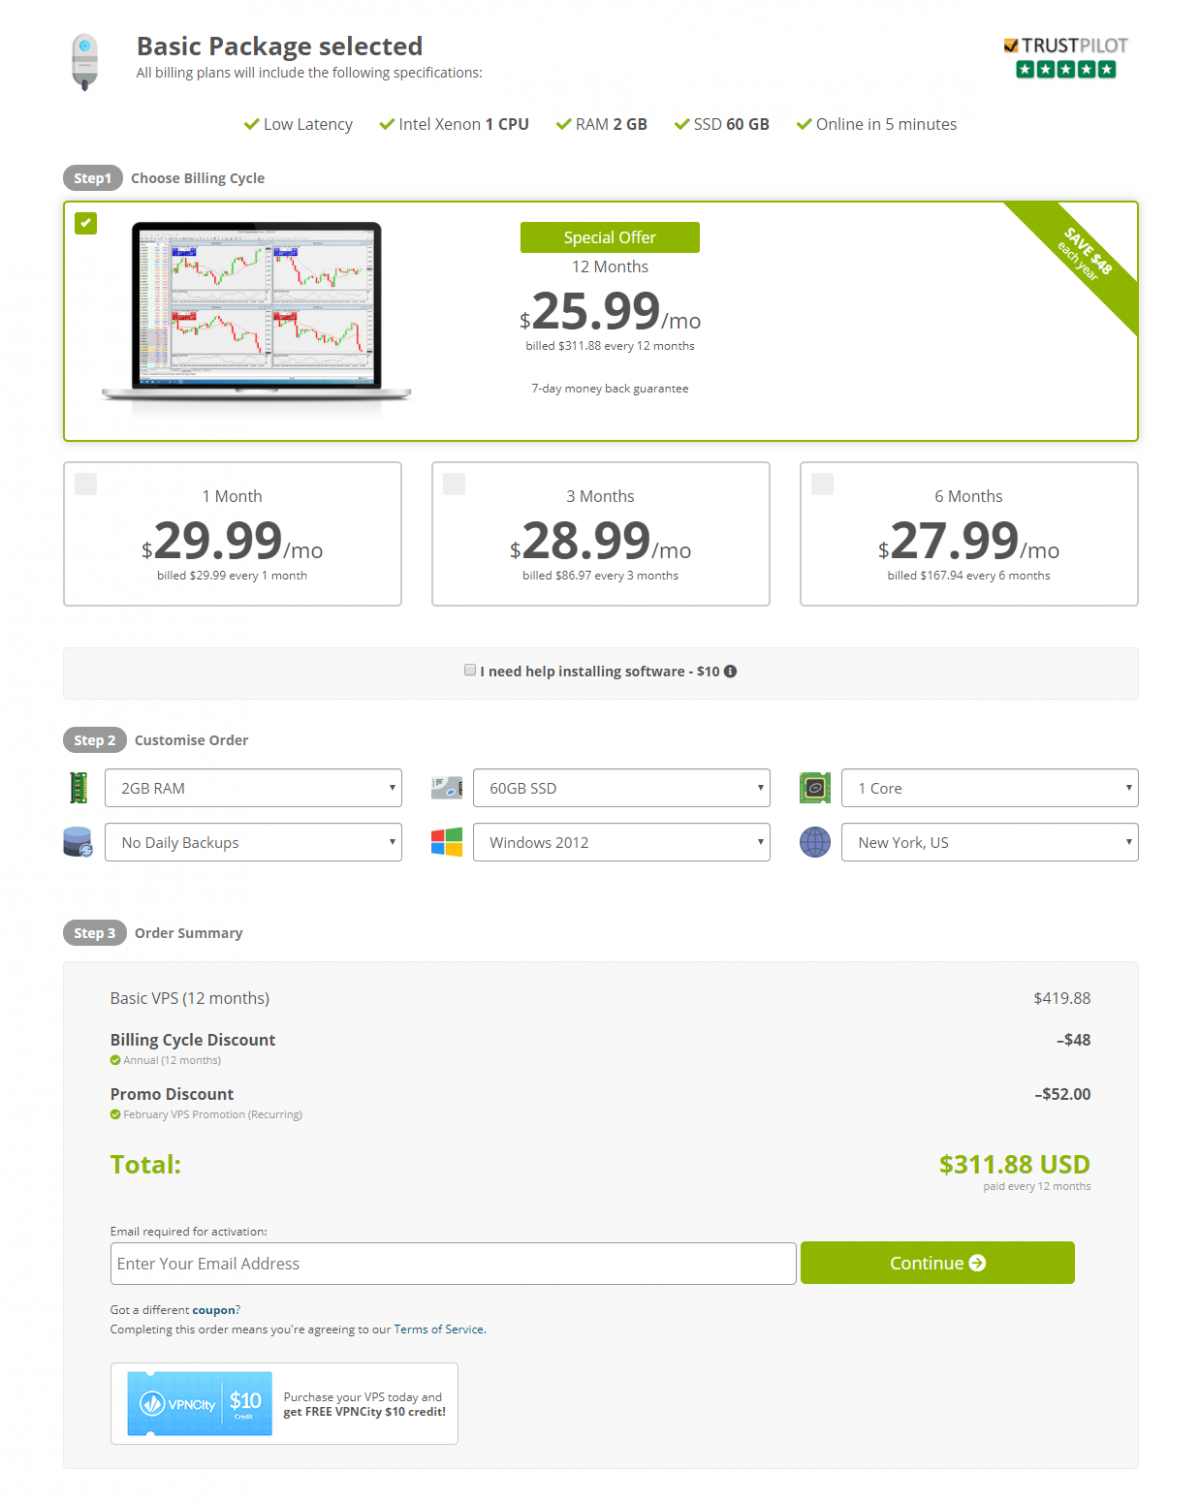 Basic Package selected
All billing plans will include the following specifications:
TRUSTPILOT
Low Latency
Intel Xenon 1 CPU
RAM 2 GB
SSD 60 GB
Online in 5 minutes
Step1
Choose Billing Cycle
SAVE $48
each year
Special Offer
12 Months
$25.99/mo
billed $311.88 every 12 months
7-day money back guarantee
1 Month
$29.99/mo
billed $29.99 every 1 month
3 Months
$28.99/mo
billed $86.97 every 3 months
6 Months
$27.99/mo
billed $167.94 every 6 months
I need help installing software - $10
Step 2
Customise Order
2GB RAM
60GB SSD
1 Core
No Daily Backups
Windows 2012
New York, US
Step 3
Order Summary
Basic VPS (12 months)
$419.88
Billing Cycle Discount
–$48
Annual (12 months)
Promo Discount
–$52.00
February VPS Promotion (Recurring)
Total:
$311.88 USD
paid every 12 months
Email required for activation:
Enter Your Email Address
Continue
Got a different coupon?
Completing this order means you're agreeing to our Terms of Service.
VPNCity
$10
Credit
Purchase your VPS today and
get FREE VPNCity $10 credit!